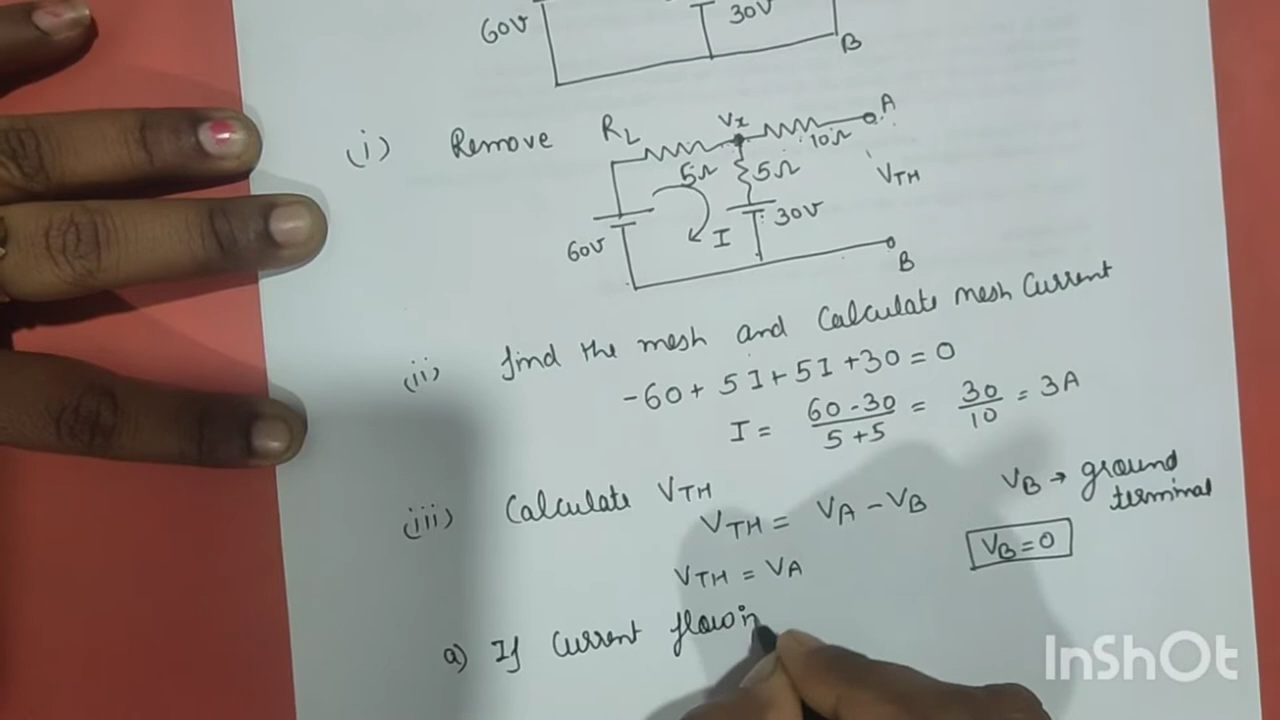 60V
30V
B
(i) Remove RL
Vx
A
10Ω
5Ω
5Ω
VTH
30V
I
60V
B
(ii) find the mesh and Calculate mesh Current
-60 + 5I + 5I + 30 = 0
I = 60 - 30 / 5 + 5 = 30 / 10 = 3A
(iii) Calculate VTH
VTH = VA - VB
VB → ground
terminal
VTH = VA
VB = 0
a) If Current flowin
InShOt